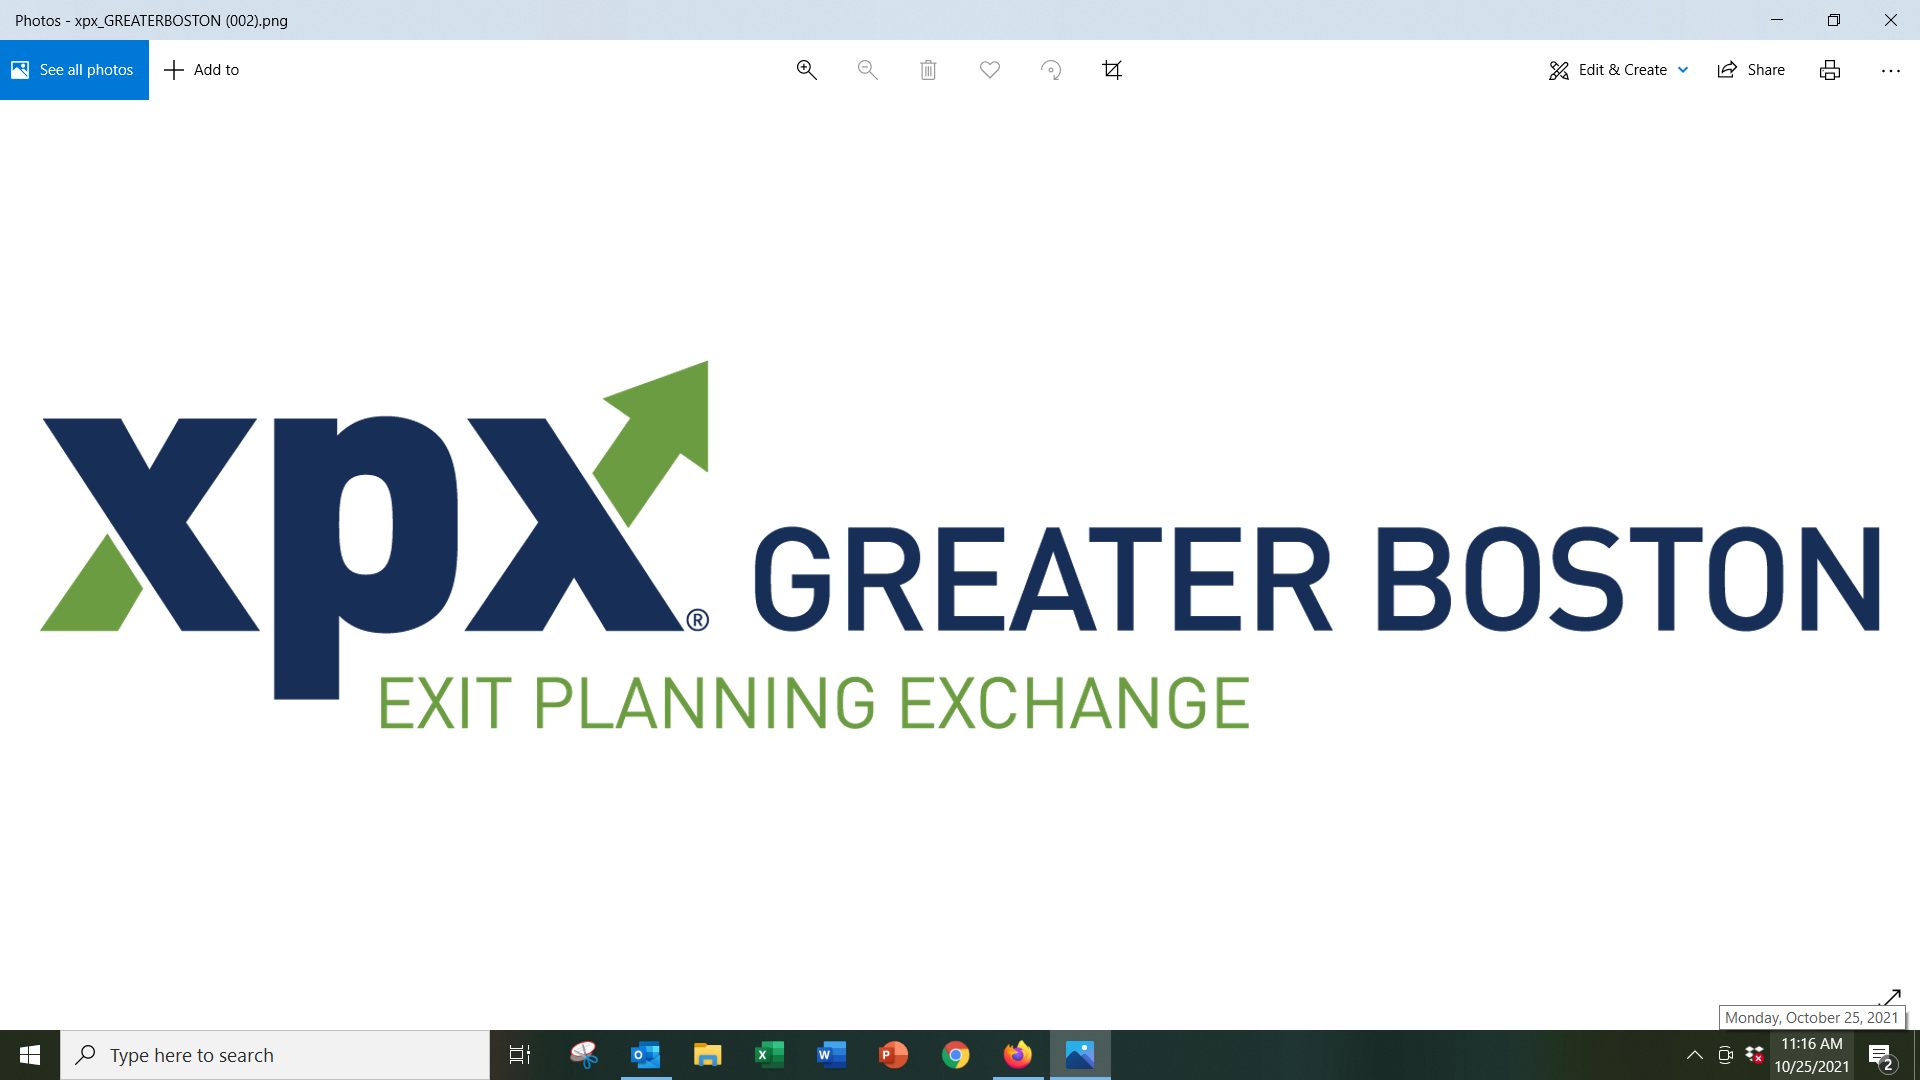 Photos - xpx_GREATERBOSTON (002).png
See all photos
Add to
Edit & Create
Share
xpx® GREATER BOSTON
EXIT PLANNING EXCHANGE
Monday, October 25, 2021
Type here to search
11:16 AM
10/25/2021
2